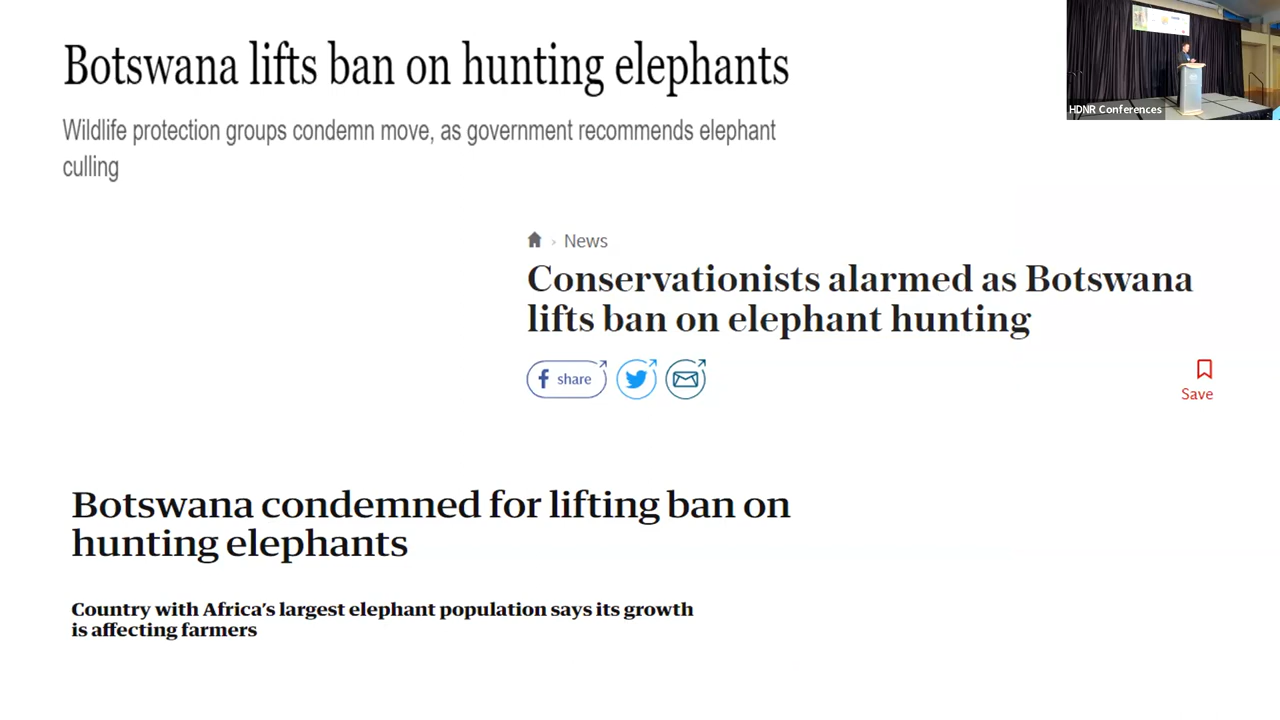 Botswana lifts ban on hunting elephants
Wildlife protection groups condemn move, as government recommends elephant
culling
HDNR Conferences
News
Conservationists alarmed as Botswana
lifts ban on elephant hunting
share
Save
Botswana condemned for lifting ban on
hunting elephants
Country with Africa's largest elephant population says its growth
is affecting farmers